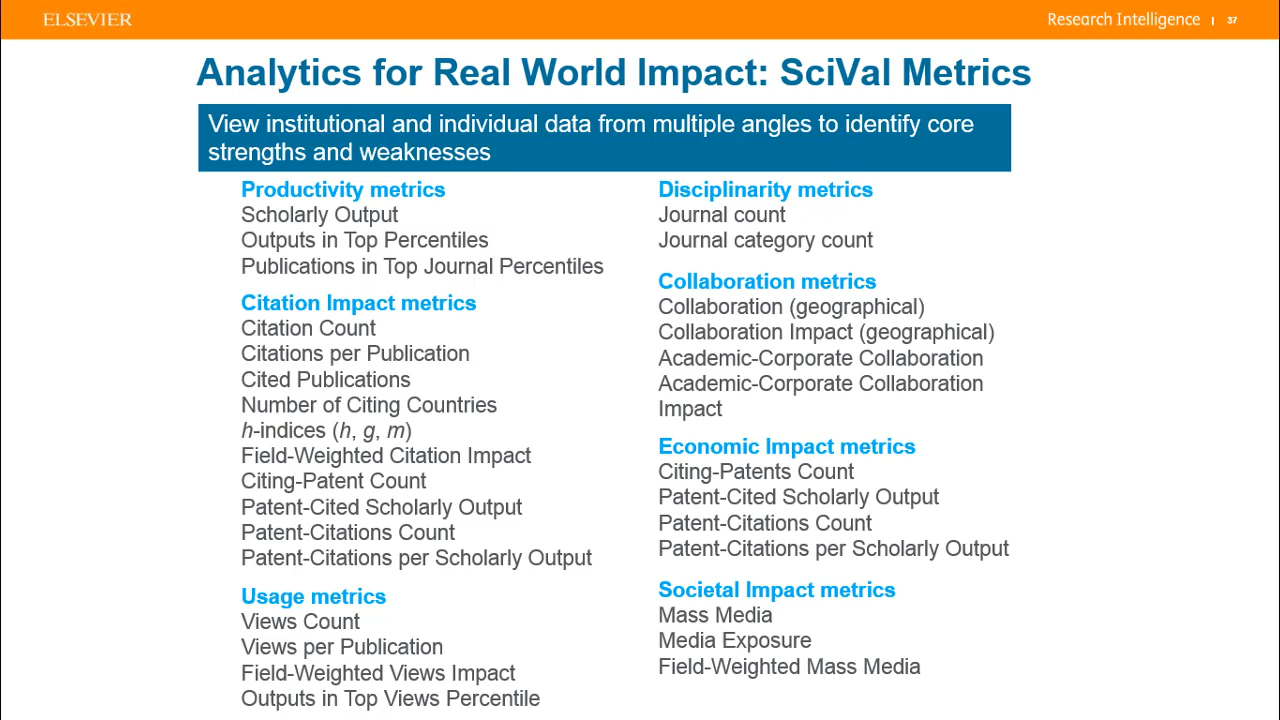 ELSEVIER
Research Intelligence | 37
Analytics for Real World Impact: SciVal Metrics
View institutional and individual data from multiple angles to identify core
strengths and weaknesses
Productivity metrics
Scholarly Output
Outputs in Top Percentiles
Publications in Top Journal Percentiles
Citation Impact metrics
Citation Count
Citations per Publication
Cited Publications
Number of Citing Countries
h-indices (h, g, m)
Field-Weighted Citation Impact
Citing-Patent Count
Patent-Cited Scholarly Output
Patent-Citations Count
Patent-Citations per Scholarly Output
Usage metrics
Views Count
Views per Publication
Field-Weighted Views Impact
Outputs in Top Views Percentile
Disciplinarity metrics
Journal count
Journal category count
Collaboration metrics
Collaboration (geographical)
Collaboration Impact (geographical)
Academic-Corporate Collaboration
Academic-Corporate Collaboration
Impact
Economic Impact metrics
Citing-Patents Count
Patent-Cited Scholarly Output
Patent-Citations Count
Patent-Citations per Scholarly Output
Societal Impact metrics
Mass Media
Media Exposure
Field-Weighted Mass Media